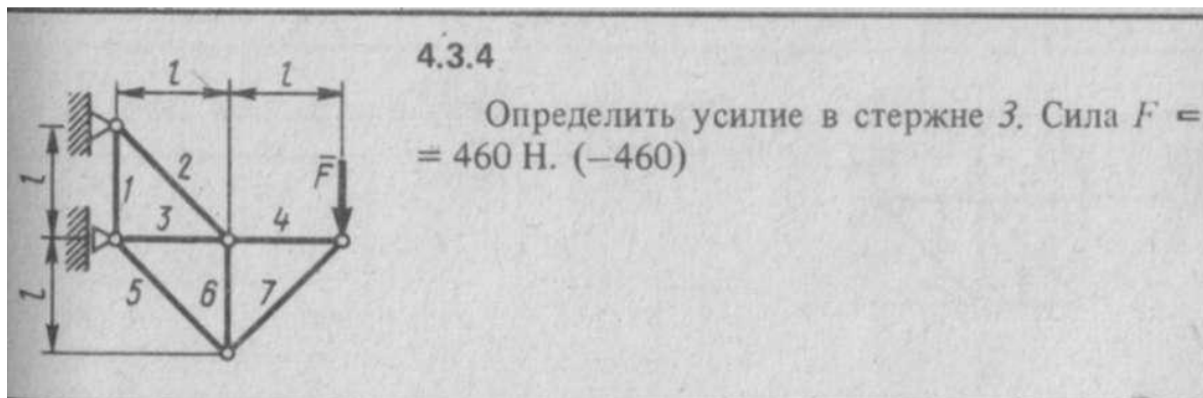 4.3.4
l l
Определить усилие в стержне 3. Сила F =
= 460 Н. (−460)
l
1
2
F
3
4
l
5
6
7